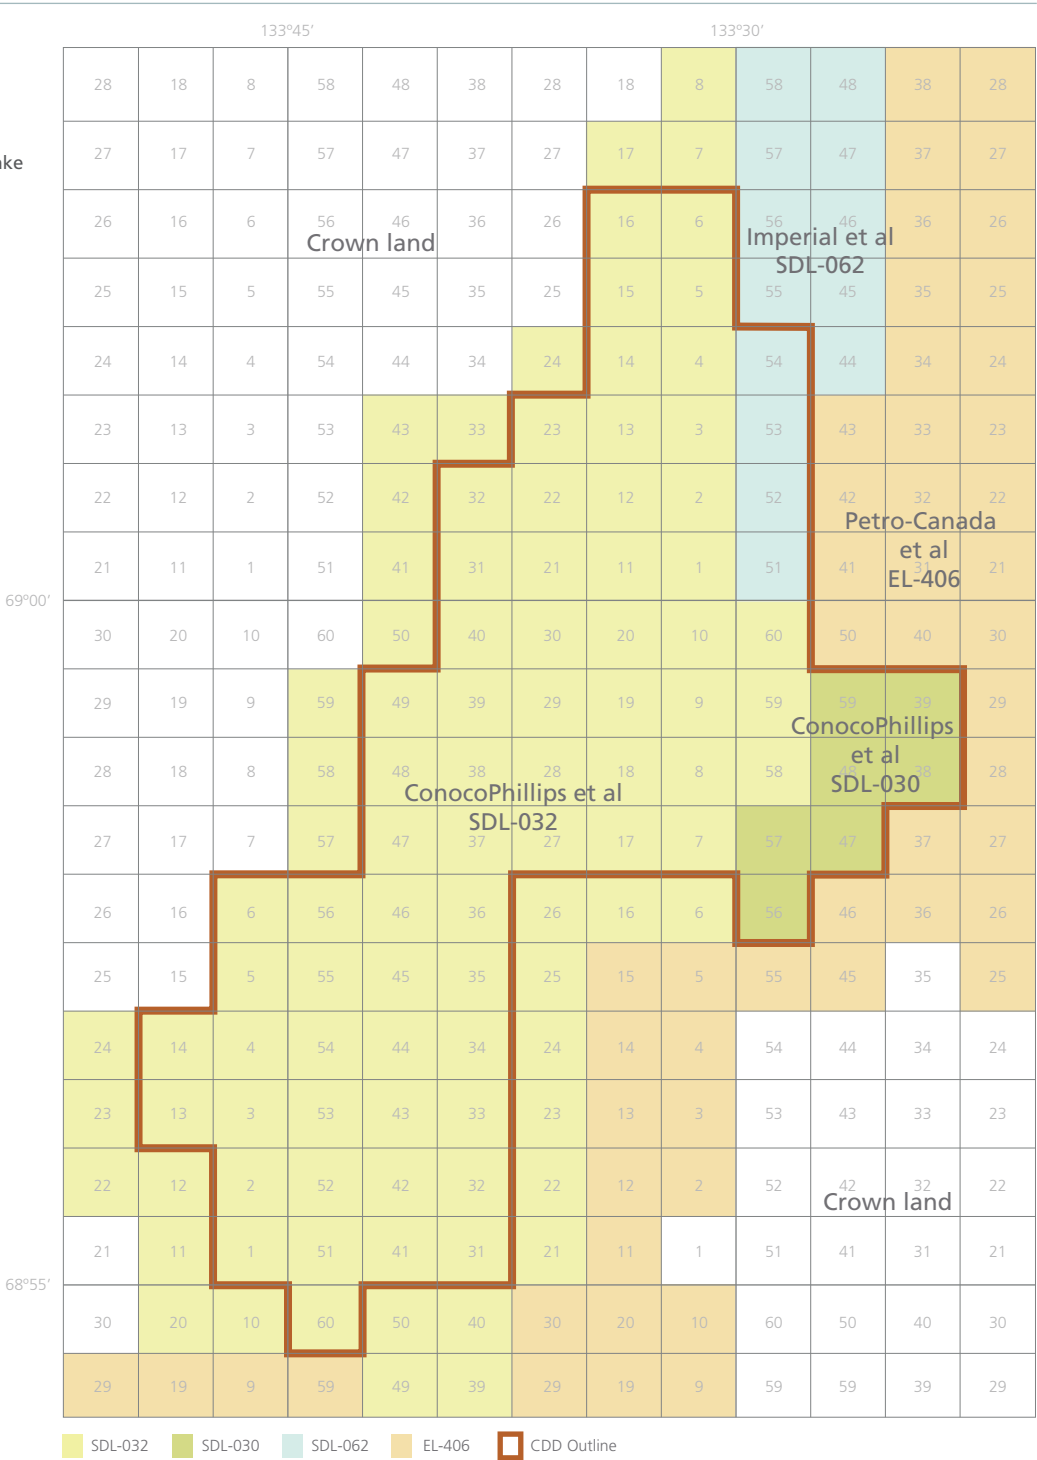 133º45’ 133º30’
28 18 8 58 48 38 28 18 8 58 48 38 28
27 17 7 57 47 37 27 17 7 57 47 37 27
ake
26 16 6 56 46 36 26 16 6 56 46 36 26
Crown land
Imperial et al
SDL-062
25 15 5 55 45 35 25 15 5 55 45 35 25
24 14 4 54 44 34 24 14 4 54 44 34 24
23 13 3 53 43 33 23 13 3 53 43 33 23
22 12 2 52 42 32 22 12 2 52 42 32 22
Petro-Canada
et al
EL-406
21 11 1 51 41 31 21 11 1 51 41 31 21
69º00’
30 20 10 60 50 40 30 20 10 60 50 40 30
29 19 9 59 49 39 29 19 9 59 59 39 29
ConocoPhillips
et al
SDL-030
28 18 8 58 48 38 28 18 8 58 48 38 28
ConocoPhillips et al
SDL-032
27 17 7 57 47 37 27 17 7 57 47 37 27
26 16 6 56 46 36 26 16 6 56 46 36 26
25 15 5 55 45 35 25 15 5 55 45 35 25
24 14 4 54 44 34 24 14 4 54 44 34 24
23 13 3 53 43 33 23 13 3 53 43 33 23
22 12 2 52 42 32 22 12 2 52 42 32 22
Crown land
21 11 1 51 41 31 21 11 1 51 41 31 21
68º55’
30 20 10 60 50 40 30 20 10 60 50 40 30
29 19 9 59 49 39 29 19 9 59 59 39 29
SDL-032 SDL-030 SDL-062 EL-406 CDD Outline